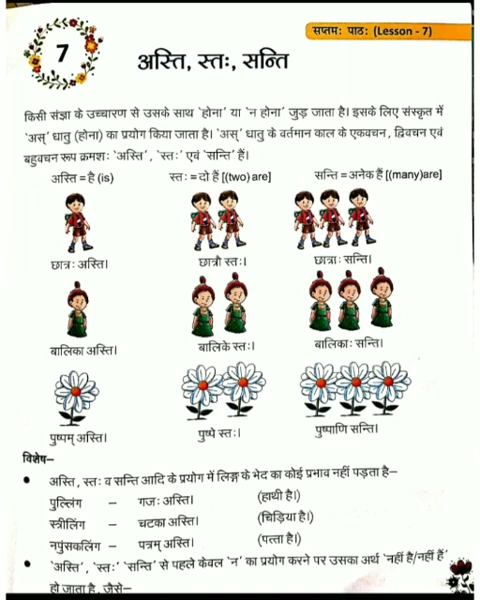 सप्तमः पाठः (Lesson - 7)
7
अस्ति, स्तः, सन्ति
किसी संज्ञा के उच्चारण से उसके साथ 'होना' या 'न होना' जुड़ जाता है। इसके लिए संस्कृत में
'अस्' धातु (होना) का प्रयोग किया जाता है। 'अस्' धातु के वर्तमान काल के एकवचन, द्विवचन एवं
बहुवचन रूप क्रमशः 'अस्ति', 'स्तः' एवं 'सन्ति' हैं।
अस्ति = है (is) स्तः = दो हैं [(two) are] सन्ति = अनेक हैं [(many)are]
छात्रः अस्ति। छात्रौ स्तः। छात्राः सन्ति।
बालिका अस्ति। बालिके स्तः। बालिकाः सन्ति।
पुष्पम् अस्ति। पुष्पे स्तः। पुष्पाणि सन्ति।
विशेष–
• अस्ति, स्तः व सन्ति आदि के प्रयोग में लिङ्ग के भेद का कोई प्रभाव नहीं पड़ता है–
पुल्लिंग – गजः अस्ति। (हाथी है।)
स्त्रीलिंग – चटका अस्ति। (चिड़िया है।)
नपुंसकलिंग – पत्रम् अस्ति। (पत्ता है।)
• 'अस्ति', 'स्तः' 'सन्ति' से पहले केवल 'न' का प्रयोग करने पर उसका अर्थ 'नहीं है/नहीं हैं'
हो जाता है, जैसे–